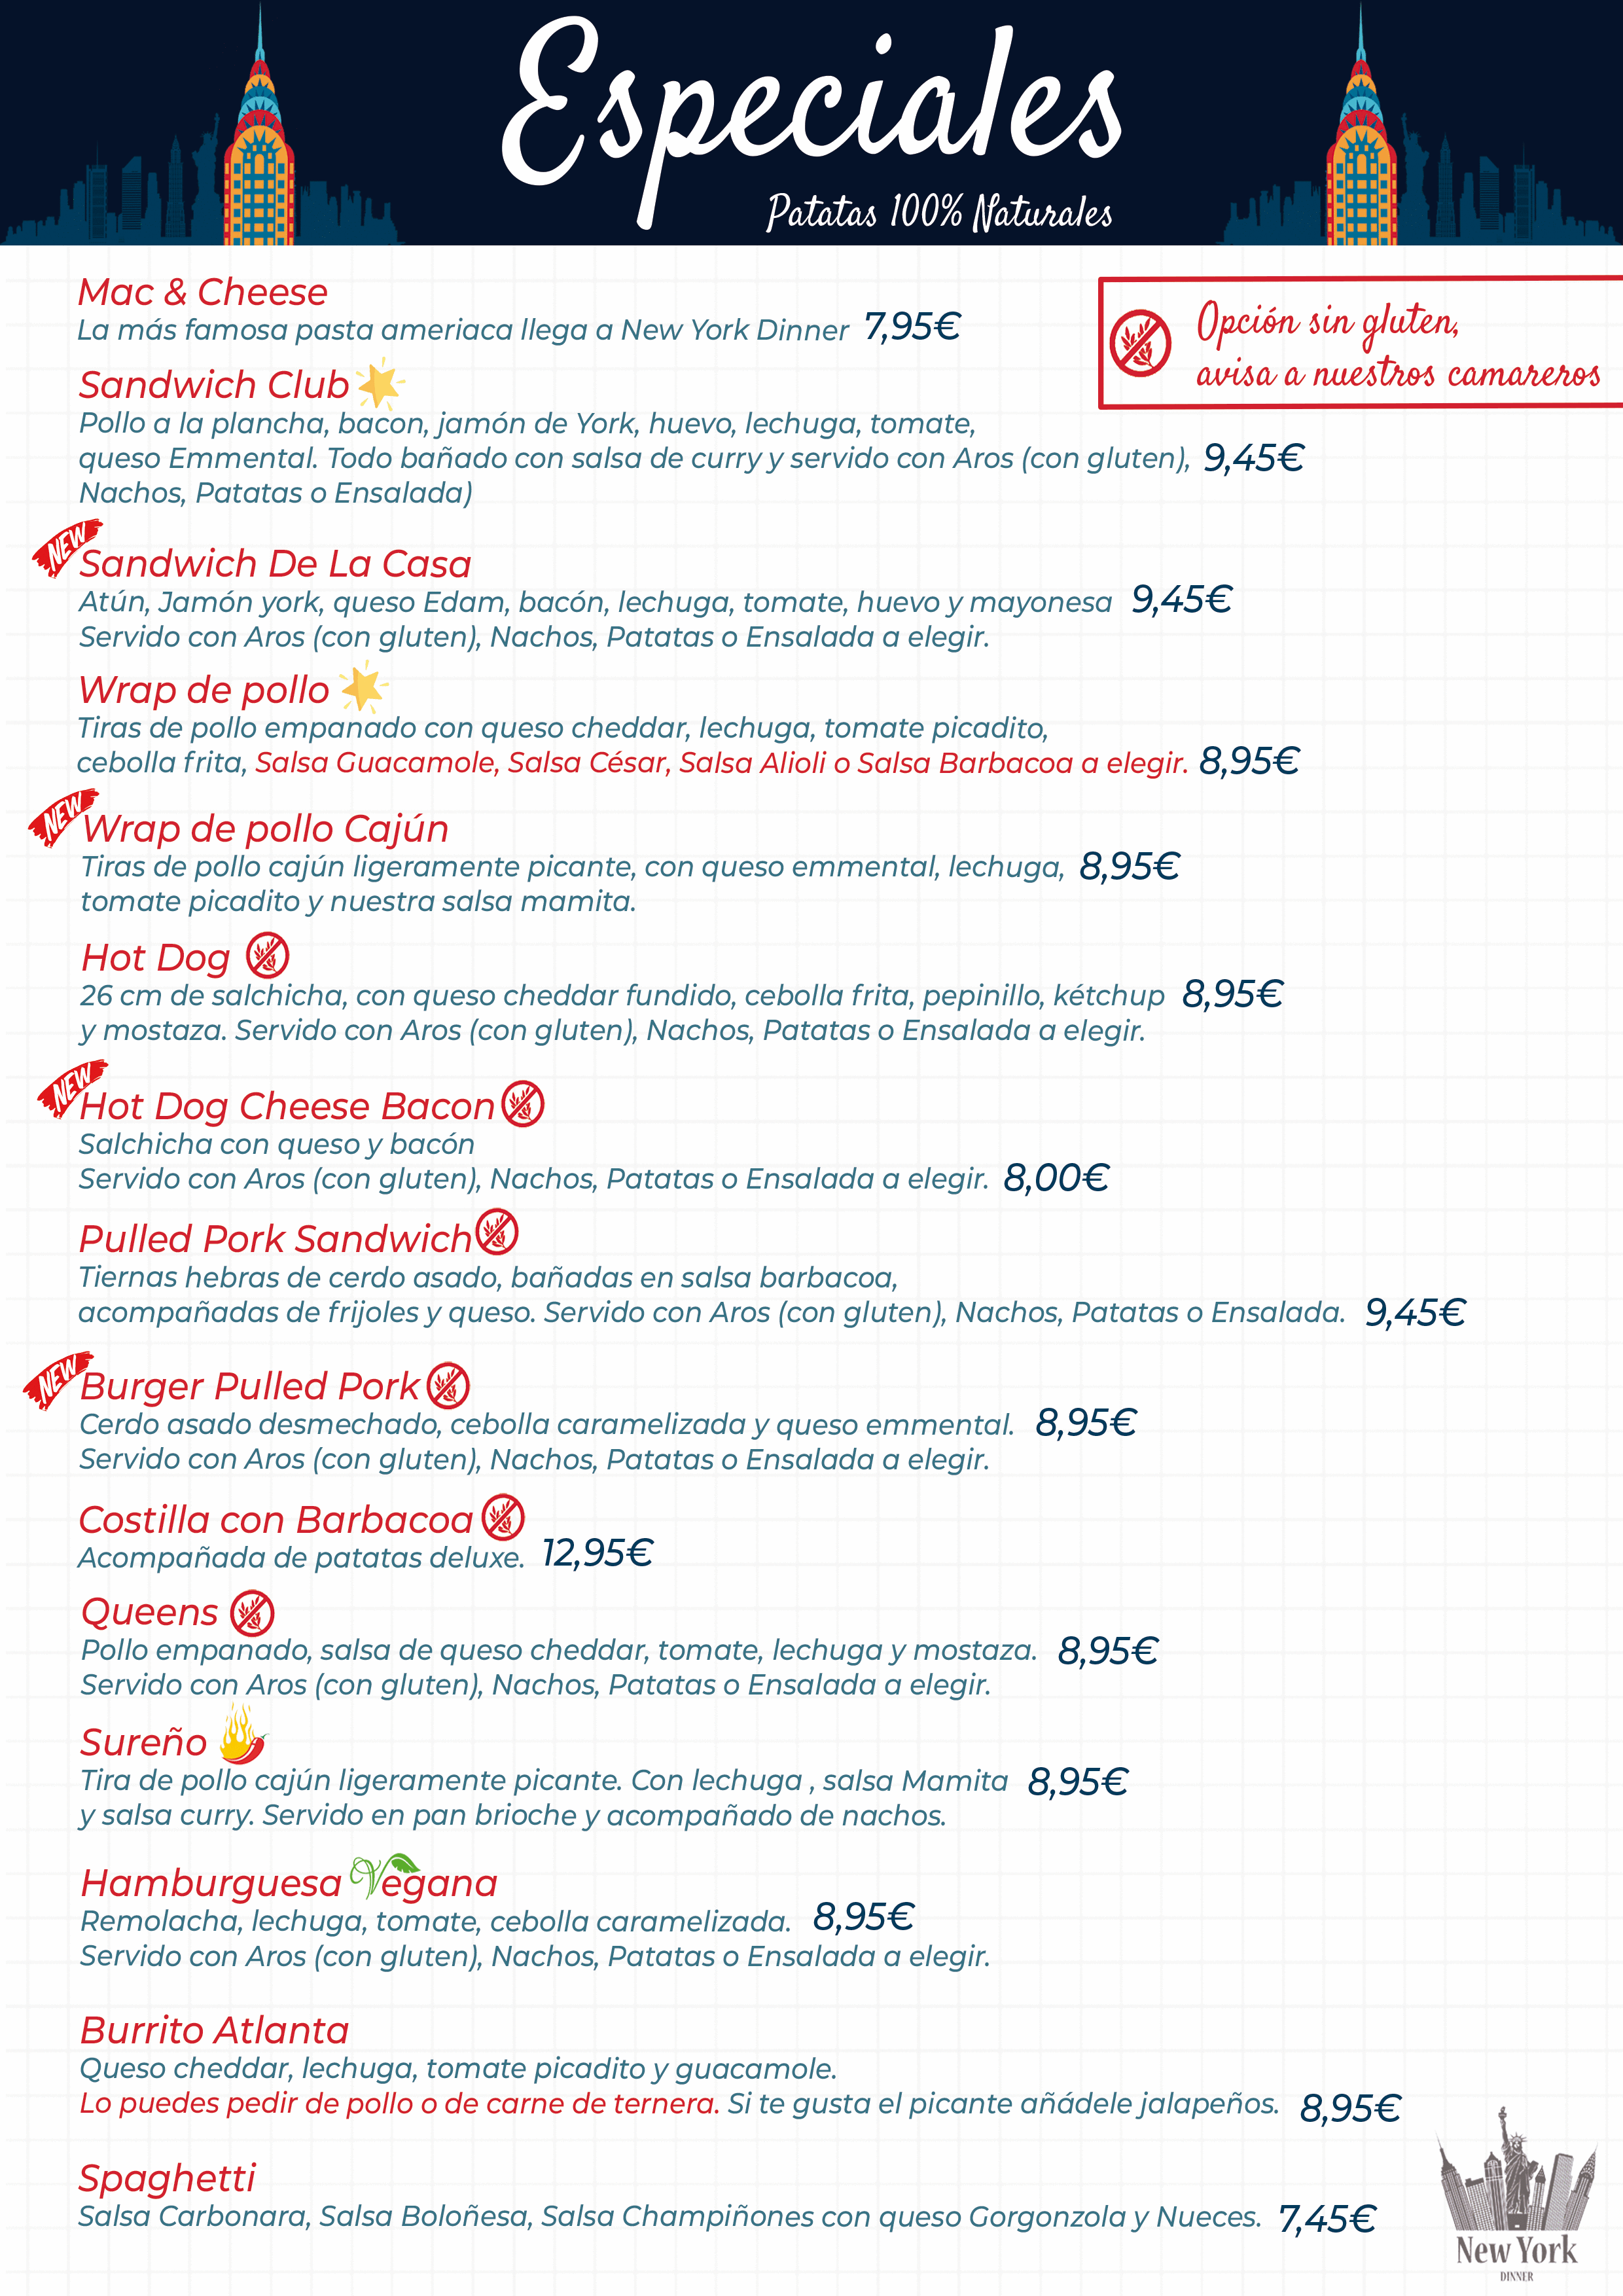 Especiales
Patatas 100% Naturales
Mac & Cheese
La más famosa pasta ameriaca llega a New York Dinner 7,95€
Opción sin gluten,
avisa a nuestros camareros
Sandwich Club
Pollo a la plancha, bacon, jamón de York, huevo, lechuga, tomate,
queso Emmental. Todo bañado con salsa de curry y servido con Aros (con gluten), 9,45€
Nachos, Patatas o Ensalada)
NEW
Sandwich De La Casa
Atún, Jamón york, queso Edam, bacón, lechuga, tomate, huevo y mayonesa 9,45€
Servido con Aros (con gluten), Nachos, Patatas o Ensalada a elegir.
Wrap de pollo
Tiras de pollo empanado con queso cheddar, lechuga, tomate picadito,
cebolla frita, Salsa Guacamole, Salsa César, Salsa Alioli o Salsa Barbacoa a elegir. 8,95€
NEW
Wrap de pollo Cajún
Tiras de pollo cajún ligeramente picante, con queso emmental, lechuga, 8,95€
tomate picadito y nuestra salsa mamita.
Hot Dog
26 cm de salchicha, con queso cheddar fundido, cebolla frita, pepinillo, kétchup 8,95€
y mostaza. Servido con Aros (con gluten), Nachos, Patatas o Ensalada a elegir.
NEW
Hot Dog Cheese Bacon
Salchicha con queso y bacón
Servido con Aros (con gluten), Nachos, Patatas o Ensalada a elegir. 8,00€
Pulled Pork Sandwich
Tiernas hebras de cerdo asado, bañadas en salsa barbacoa,
acompañadas de frijoles y queso. Servido con Aros (con gluten), Nachos, Patatas o Ensalada. 9,45€
NEW
Burger Pulled Pork
Cerdo asado desmechado, cebolla caramelizada y queso emmental. 8,95€
Servido con Aros (con gluten), Nachos, Patatas o Ensalada a elegir.
Costilla con Barbacoa
Acompañada de patatas deluxe. 12,95€
Queens
Pollo empanado, salsa de queso cheddar, tomate, lechuga y mostaza. 8,95€
Servido con Aros (con gluten), Nachos, Patatas o Ensalada a elegir.
Sureño
Tira de pollo cajún ligeramente picante. Con lechuga , salsa Mamita 8,95€
y salsa curry. Servido en pan brioche y acompañado de nachos.
Hamburguesa Vegana
Remolacha, lechuga, tomate, cebolla caramelizada. 8,95€
Servido con Aros (con gluten), Nachos, Patatas o Ensalada a elegir.
Burrito Atlanta
Queso cheddar, lechuga, tomate picadito y guacamole.
Lo puedes pedir de pollo o de carne de ternera. Si te gusta el picante añádele jalapeños. 8,95€
Spaghetti
Salsa Carbonara, Salsa Boloñesa, Salsa Champiñones con queso Gorgonzola y Nueces. 7,45€
New York
DINNER